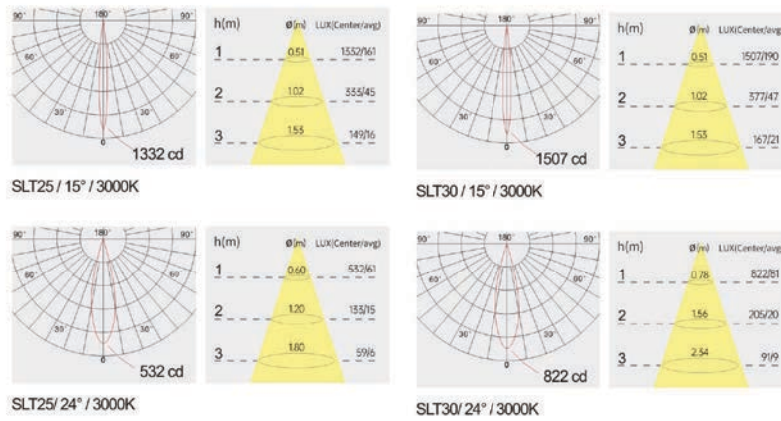 90° 180° 90°
60° 60°
30° 30°
0
1332 cd
h(m) ø(m) LUX(Center/avg)
1 0.51 1332/161
2 1.02 333/45
3 1.53 149/16
SLT25 / 15° / 3000K
90° 180° 90°
60° 60°
30° 30°
0
1507 cd
h(m) ø(m) LUX(Center/avg)
1 0.51 1507/190
2 1.02 377/47
3 1.53 167/21
SLT30 / 15° / 3000K
90° 180° 90°
60° 60°
30° 30°
0
532 cd
h(m) ø(m) LUX(Center/avg)
1 0.60 532/61
2 1.20 133/15
3 1.80 59/6
SLT25/ 24° / 3000K
90° 180° 90°
60° 60°
30° 30°
0
822 cd
h(m) ø(m) LUX(Center/avg)
1 0.78 822/81
2 1.56 205/20
3 2.34 91/9
SLT30/ 24° / 3000K